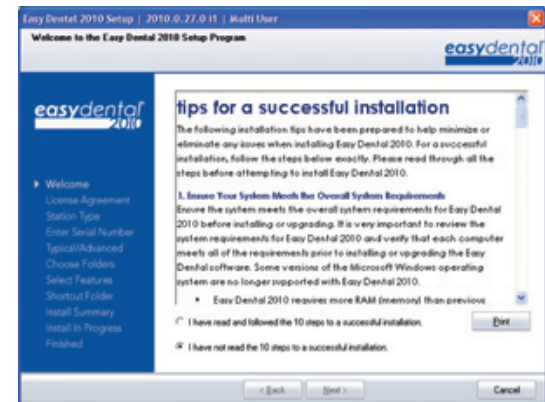 Easy Dental 2010 Setup | 2010.0.27.0 i1 | Multi User
Welcome to the Easy Dental 2010 Setup Program
easydental
2010
easydental
2010
Welcome
License Agreement
Station Type
Enter Serial Number
Typical/Advanced
Choose Folders
Select Features
Shortcut Folder
Install Summary
Install In Progress
Finished
tips for a successful installation
The following installation tips have been prepared to help minimize or
eliminate any issues when installing Easy Dental 2010. For a successful
installation, follow the steps below exactly. Please read through all the
steps before attempting to install Easy Dental 2010.
1. Ensure Your System Meets the Overall System Requirements
Ensure the system meets the overall system requirements for Easy Dental
2010 before installing or upgrading. It is very important to review the
system requirements for Easy Dental 2010 and verify that each computer
meets all of the requirements prior to installing or upgrading the Easy
Dental software. Some versions of the Microsoft Windows operating
system are no longer supported with Easy Dental 2010.
• Easy Dental 2010 requires more RAM (memory) than previous
I have read and followed the 10 steps to a successful installation.
Print
I have not read the 10 steps to a successful installation.
< Back
Next >
Cancel